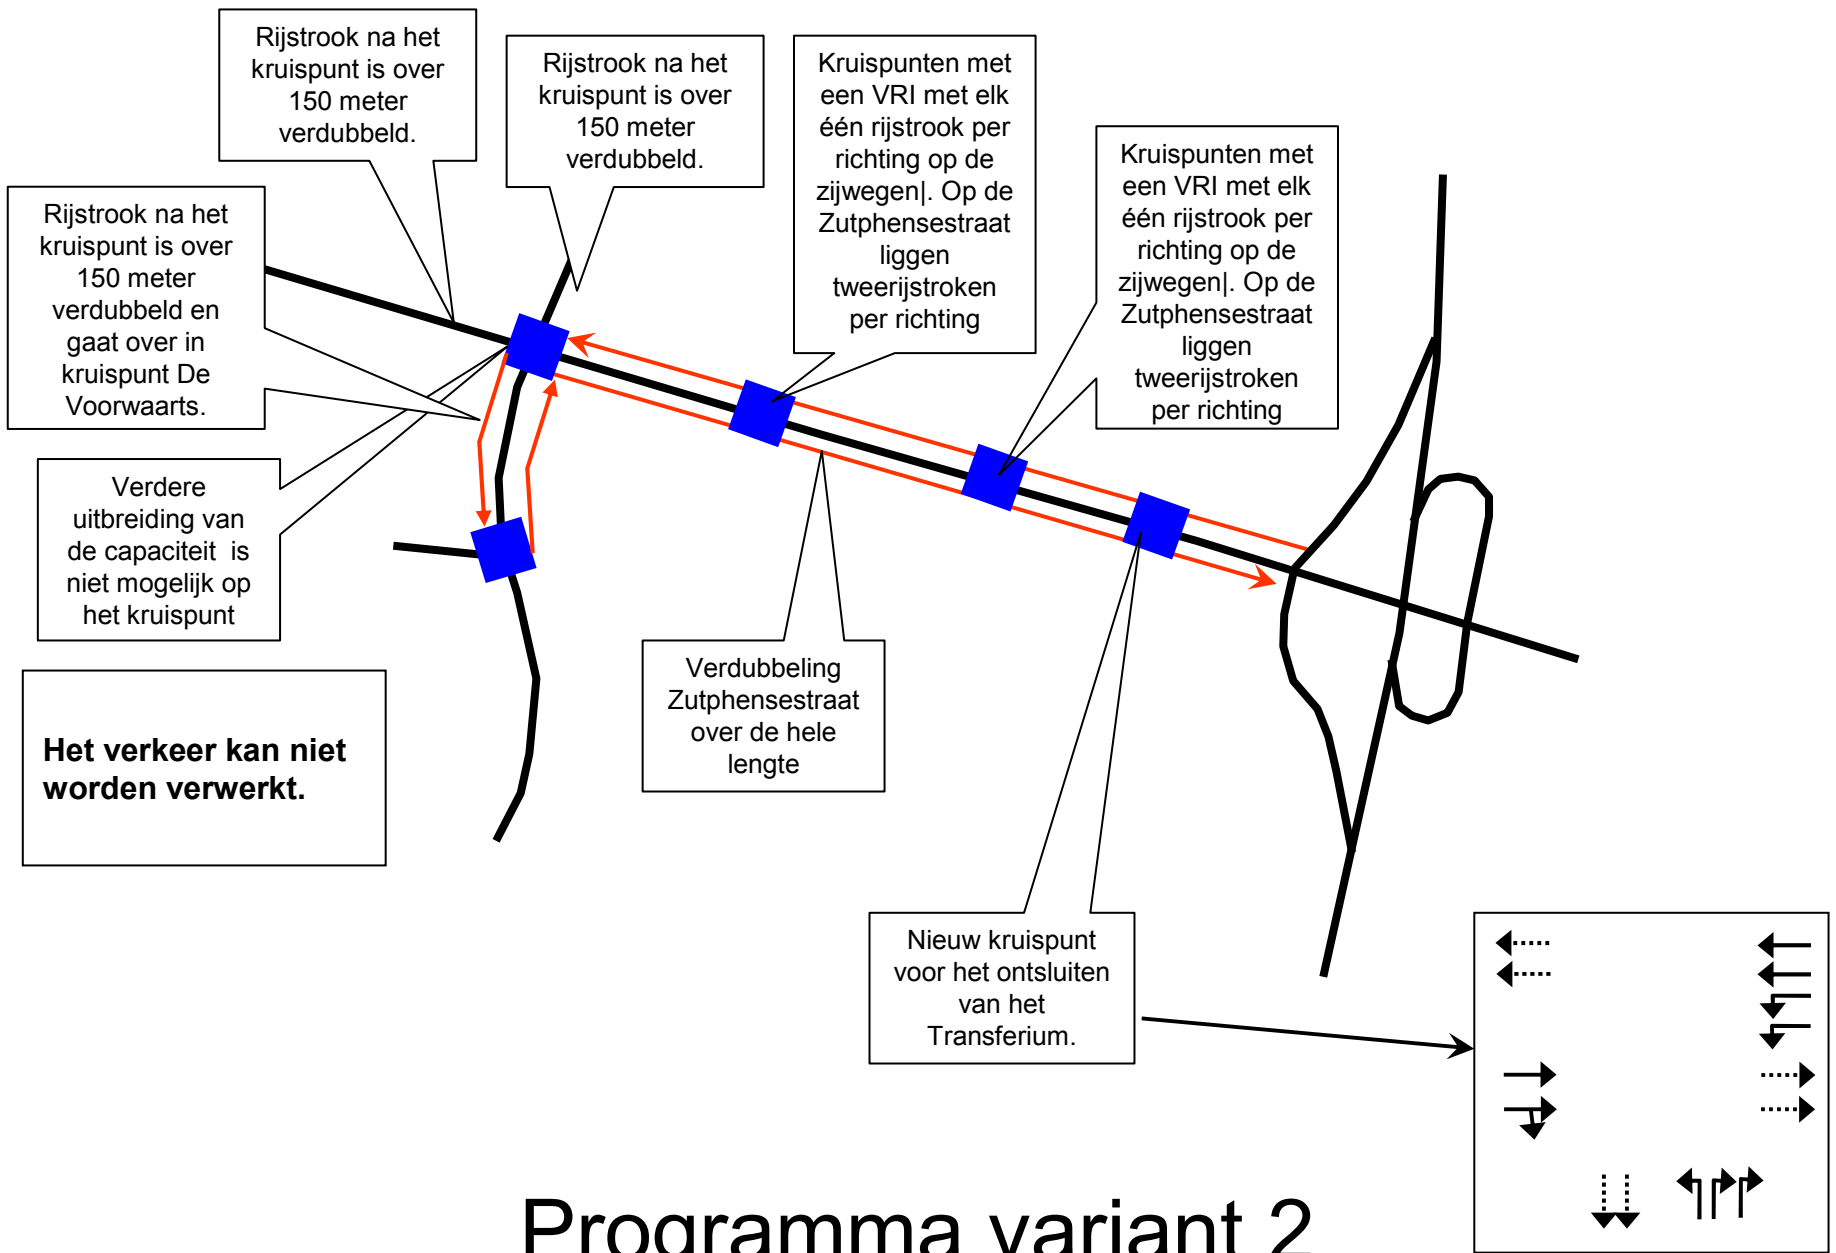 Rijstrook na het
kruispunt is over
150 meter
verdubbeld.
Rijstrook na het
kruispunt is over
150 meter
verdubbeld.
Kruispunten met
een VRI met elk
één rijstrook per
richting op de
zijwegen|. Op de
Zutphensestraat
liggen
tweerijstroken
per richting
Kruispunten met
een VRI met elk
één rijstrook per
richting op de
zijwegen|. Op de
Zutphensestraat
liggen
tweerijstroken
per richting
Rijstrook na het
kruispunt is over
150 meter
verdubbeld en
gaat over in
kruispunt De
Voorwaarts.
Verdere
uitbreiding van
de capaciteit is
niet mogelijk op
het kruispunt
Verdubbeling
Zutphensestraat
over de hele
lengte
Het verkeer kan niet
worden verwerkt.
Nieuw kruispunt
voor het ontsluiten
van het
Transferium.
Programma variant 2